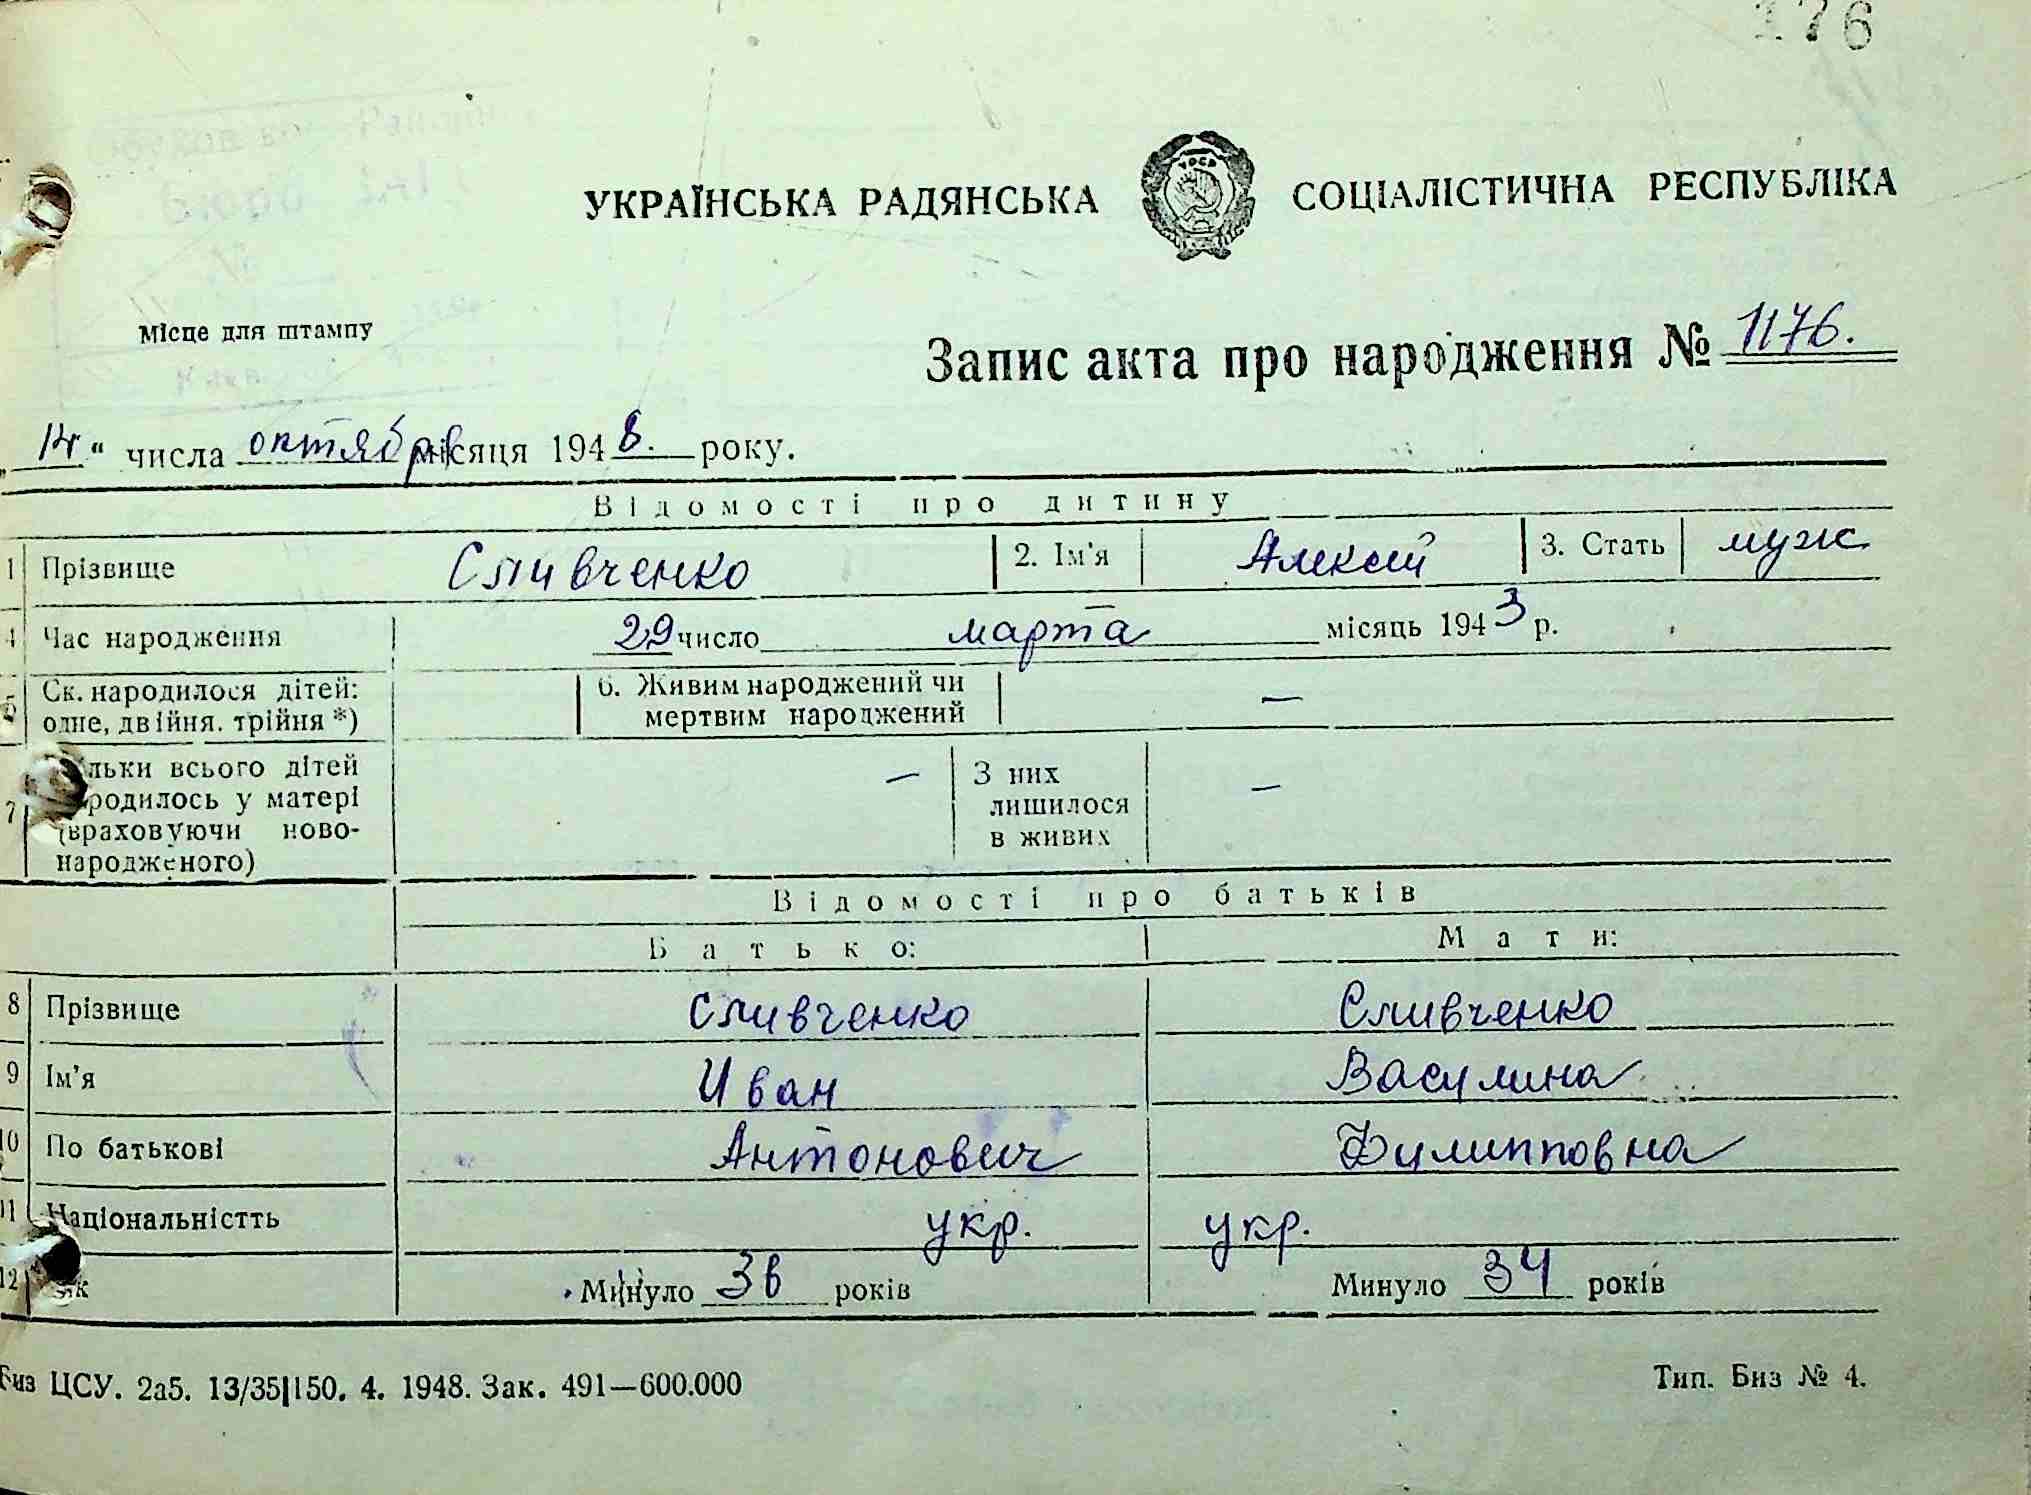 176
УКРАЇНСЬКА РАДЯНСЬКА СОЦІАЛІСТИЧНА РЕСПУБЛІКА
Місце для штампу
Запис акта про народження № 1176.
„14“ числа октября місяця 1948. року.
Відомості про дитину
1 Прізвище Сливченко 2. Ім'я Алексей 3. Стать муж
4 Час народження 29 число марта місяць 1943 р.
5 Ск. народилося дітей: одне, двійня. трійня *) 6. Живим народжений чи мертвим народжений —
7 льки всього дітей родилось у матері (враховуючи ново-народженого) — З них лишилося в живих —
Відомості про батьків
Батько: Мати:
8 Прізвище Сливченко Сливченко
9 Ім'я Иван Василина
10 По батькові Антонович Филипповна
11 Національністть укр. укр.
12 Минуло 36 років Минуло 34 років
Биз ЦСУ. 2а5. 13/35|150. 4. 1948. Зак. 491—600.000 Тип. Биз № 4.